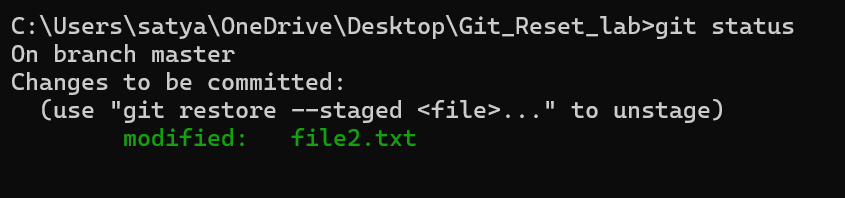 C:\Users\satya\OneDrive\Desktop\Git_Reset_lab>git status
On branch master
Changes to be committed:
  (use "git restore --staged <file>..." to unstage)
        modified:   file2.txt